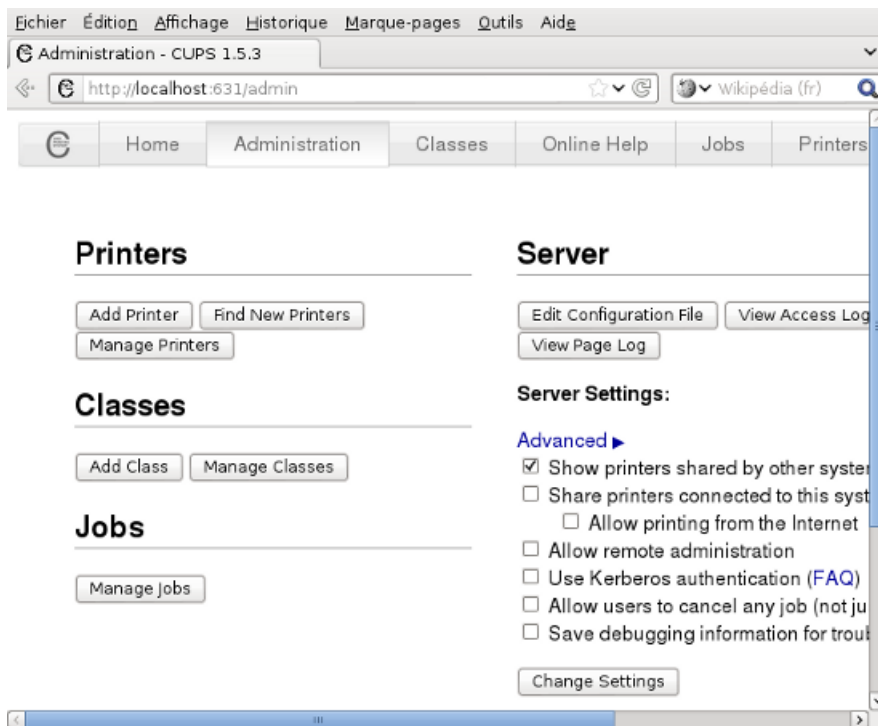 Fichier Édition Affichage Historique Marque-pages Outils Aide
Administration - CUPS 1.5.3
http://localhost:631/admin Wikipédia (fr)
Home Administration Classes Online Help Jobs Printers
Printers
Add Printer Find New Printers
Manage Printers
Classes
Add Class Manage Classes
Jobs
Manage Jobs
Server
Edit Configuration File View Access Log
View Page Log
Server Settings:
Advanced ▶
Show printers shared by other system
Share printers connected to this syst
Allow printing from the Internet
Allow remote administration
Use Kerberos authentication (FAQ)
Allow users to cancel any job (not ju
Save debugging information for troub
Change Settings